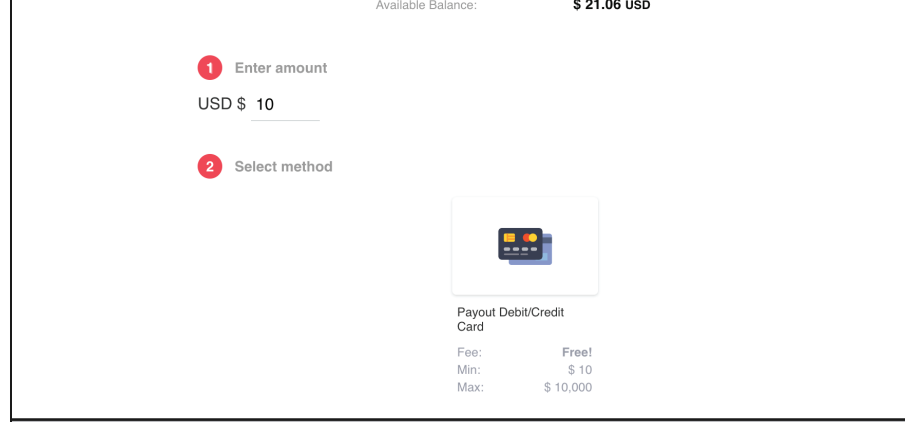 Available Balance: $ 21.06 USD
1 Enter amount
USD $ 10
2 Select method
Payout Debit/Credit
Card
Fee: Free!
Min: $ 10
Max: $ 10,000